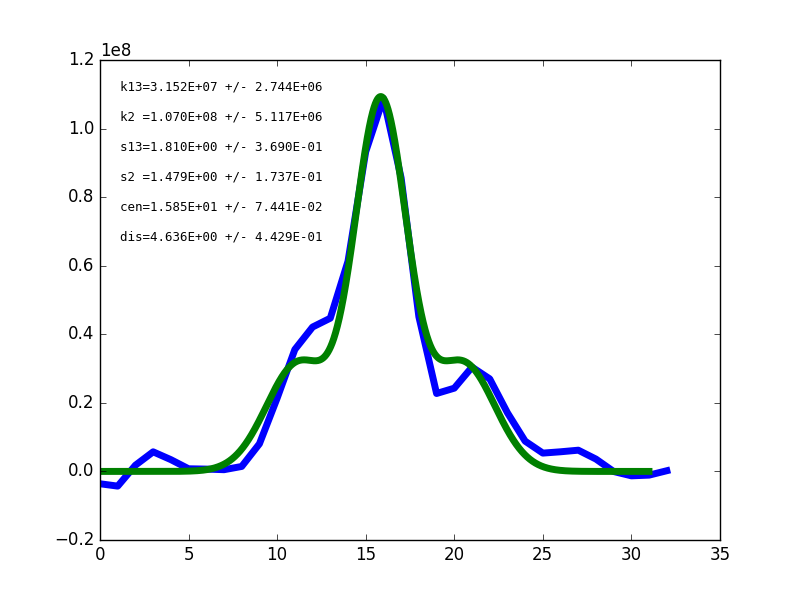 1e8
1.2
k13=3.152E+07 +/- 2.744E+06
k2 =1.070E+08 +/- 5.117E+06
1.0
s13=1.810E+00 +/- 3.690E-01
s2 =1.479E+00 +/- 1.737E-01
0.8
cen=1.585E+01 +/- 7.441E-02
dis=4.636E+00 +/- 4.429E-01
0.6
0.4
0.2
0.0
−0.2
0 5 10 15 20 25 30 35